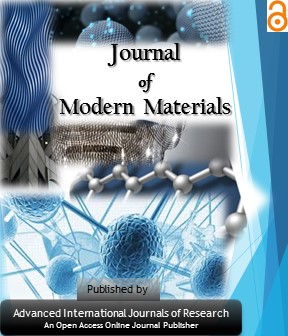 Journal
of
Modern Materials
Published by
Advanced International Journals of Research
An Open Access Online Journal Publisher